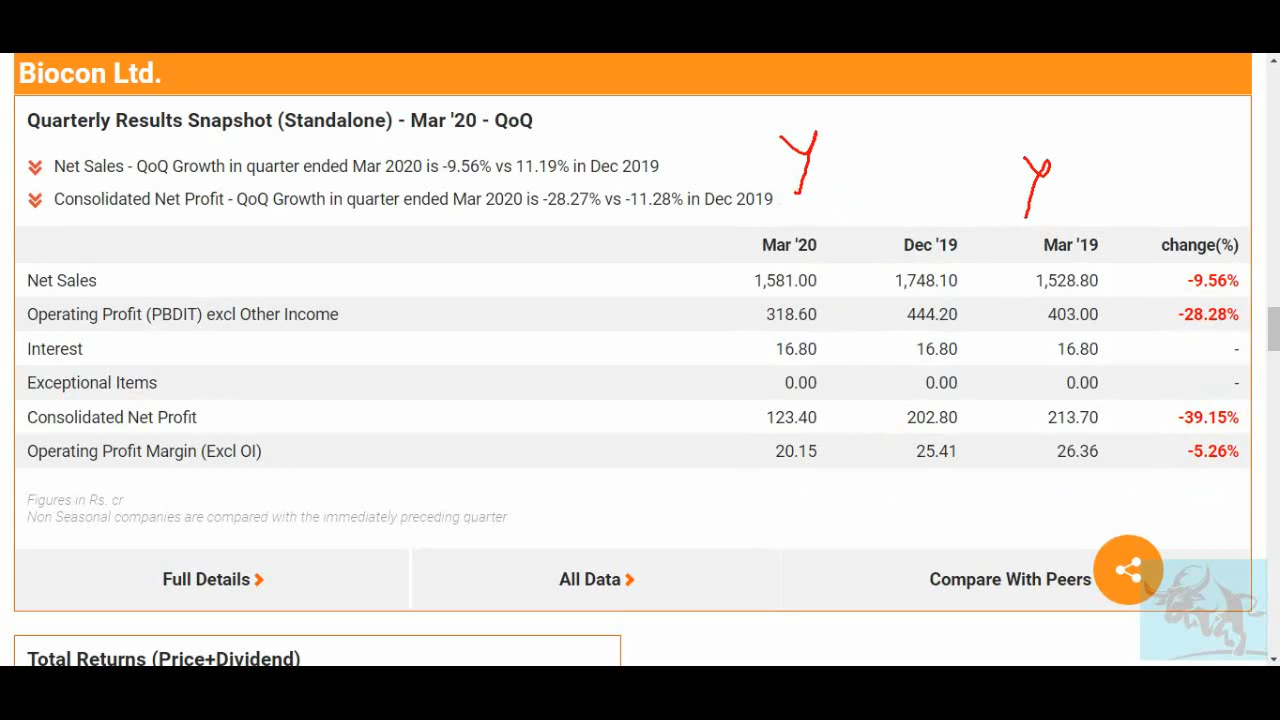 Biocon Ltd.
Quarterly Results Snapshot (Standalone) - Mar '20 - QoQ
Net Sales - QoQ Growth in quarter ended Mar 2020 is -9.56% vs 11.19% in Dec 2019
Consolidated Net Profit - QoQ Growth in quarter ended Mar 2020 is -28.27% vs -11.28% in Dec 2019
Y Y
Mar '20 Dec '19 Mar '19 change(%)
Net Sales 1,581.00 1,748.10 1,528.80 -9.56%
Operating Profit (PBDIT) excl Other Income 318.60 444.20 403.00 -28.28%
Interest 16.80 16.80 16.80 -
Exceptional Items 0.00 0.00 0.00 -
Consolidated Net Profit 123.40 202.80 213.70 -39.15%
Operating Profit Margin (Excl OI) 20.15 25.41 26.36 -5.26%
Figures in Rs. cr
Non Seasonal companies are compared with the immediately preceding quarter
Full Details All Data Compare With Peers
Total Returns (Price+Dividend)